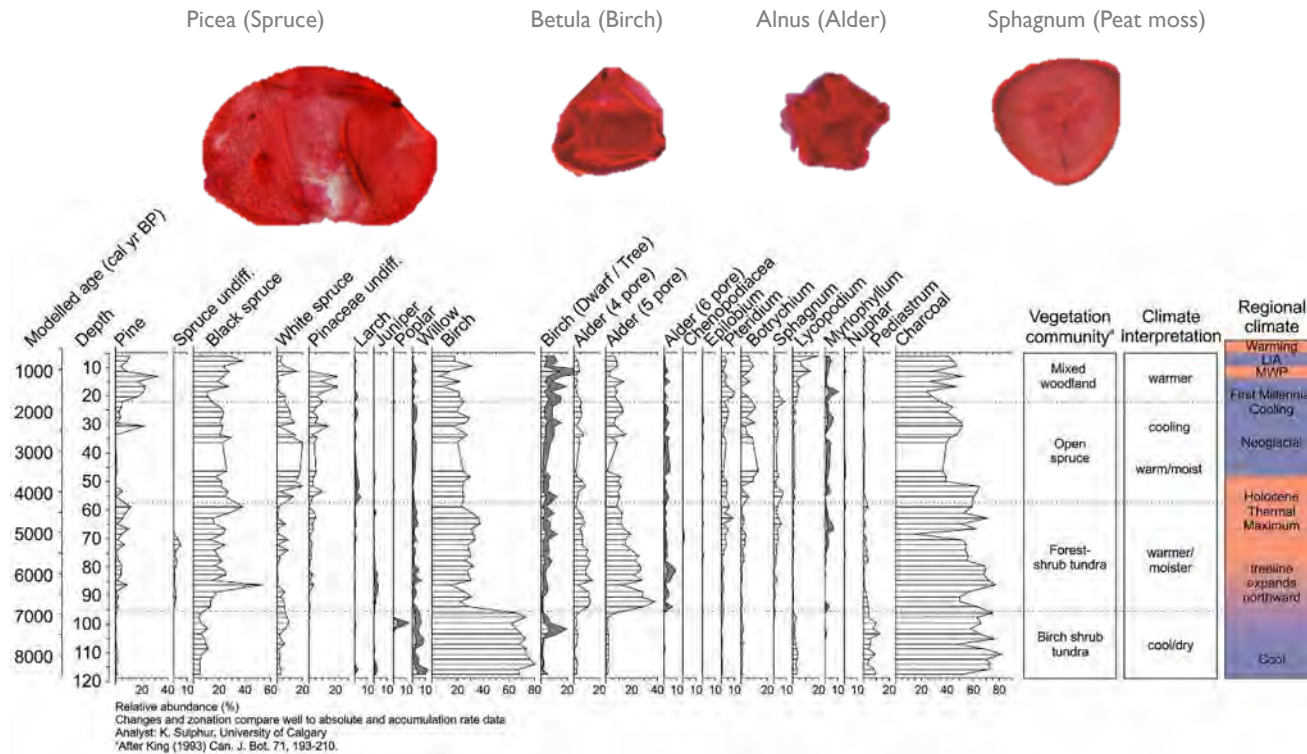 Picea (Spruce)
Betula (Birch)
Alnus (Alder)
Sphagnum (Peat moss)
Modelled age (cal yr BP)
Depth
Pine
Spruce undiff.
Black spruce
White spruce
Pinaceae undiff.
Larch
Juniper
Poplar
Willow
Birch
Birch (Dwarf / Tree)
Alder (4 pore)
Alder (5 pore)
Alder (6 pore)
Chenopodiacea
Epilobium
Pteridium
Botrychium
Sphagnum
Lycopodium
Myriophyllum
Nuphar
Pediastrum
Charcoal
Vegetation
community a
Climate
interpretation
Regional
climate
1000
2000
3000
4000
5000
6000
7000
8000
10
20
30
40
50
60
70
80
90
100
110
120
Mixed
woodland
Open
spruce
Forest-
shrub tundra
Birch shrub
tundra
warmer
cooling
warm/moist
warmer/
moister
cool/dry
Warming
LIA
MWP
First Millennia
Cooling
Neoglacial
Holocene
Thermal
Maximum
treeline
expands
northward
Cool
20 40 10 20 40 60 20 20 10 10 10 10 20 40 60 80 20 20 20 40 10 10 10 10 20 10 20 10 10 10 20 40 60 80
Relative abundance (%)
Changes and zonation compare well to absolute and accumulation rate data
Analyst: K. Sulphur, University of Calgary
aAfter King (1993) Can. J. Bot. 71, 193-210.